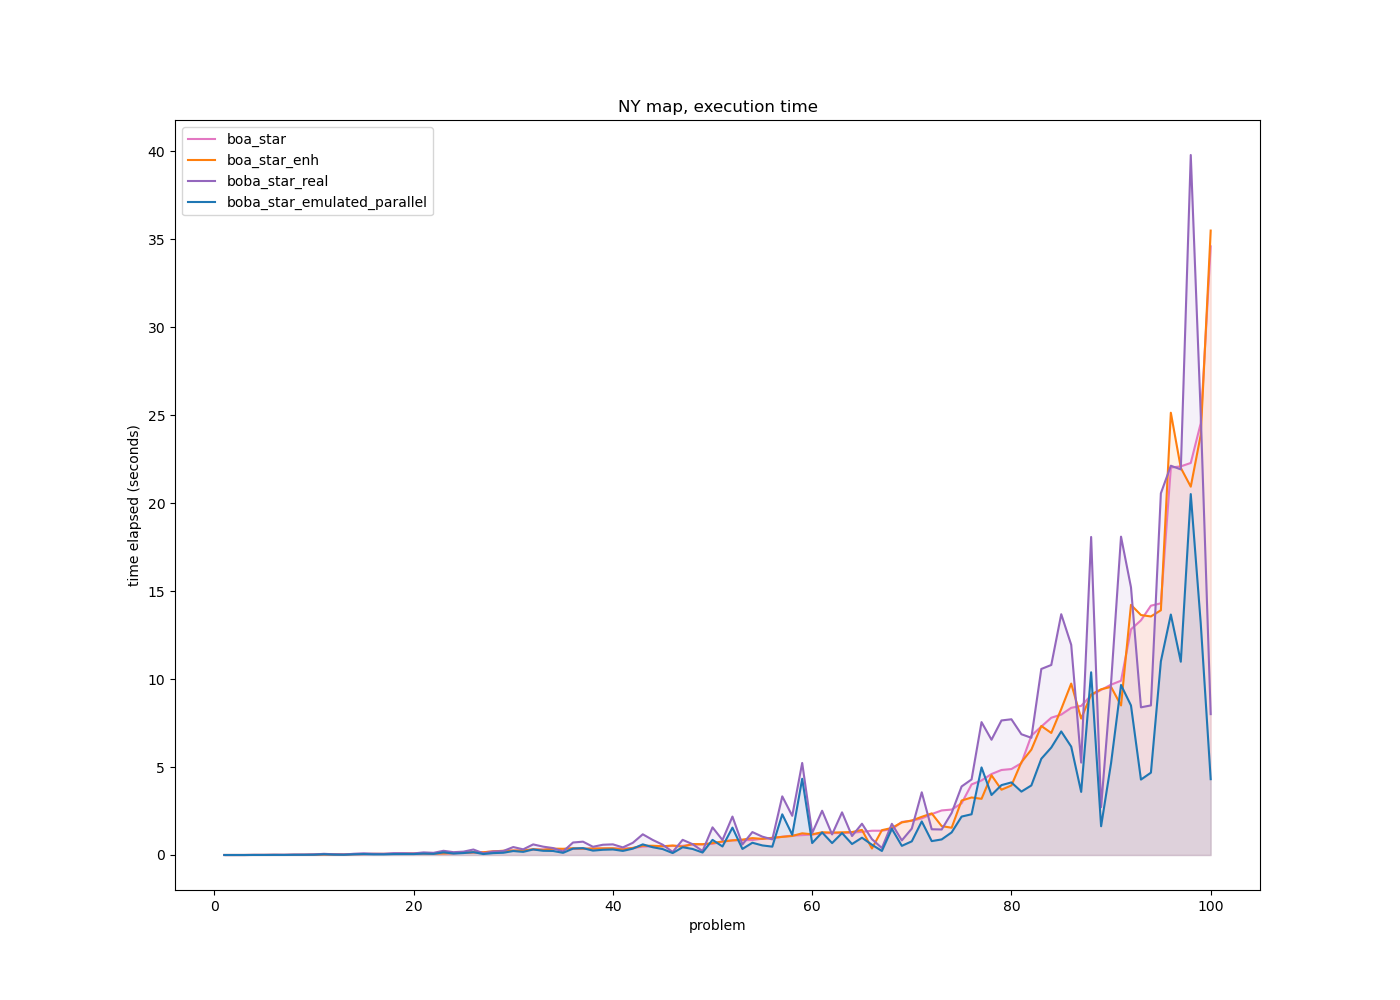 NY map, execution time
boa_star
boa_star_enh
boba_star_real
boba_star_emulated_parallel
time elapsed (seconds)
40
35
30
25
20
15
10
5
0
0 20 40 60 80 100
problem